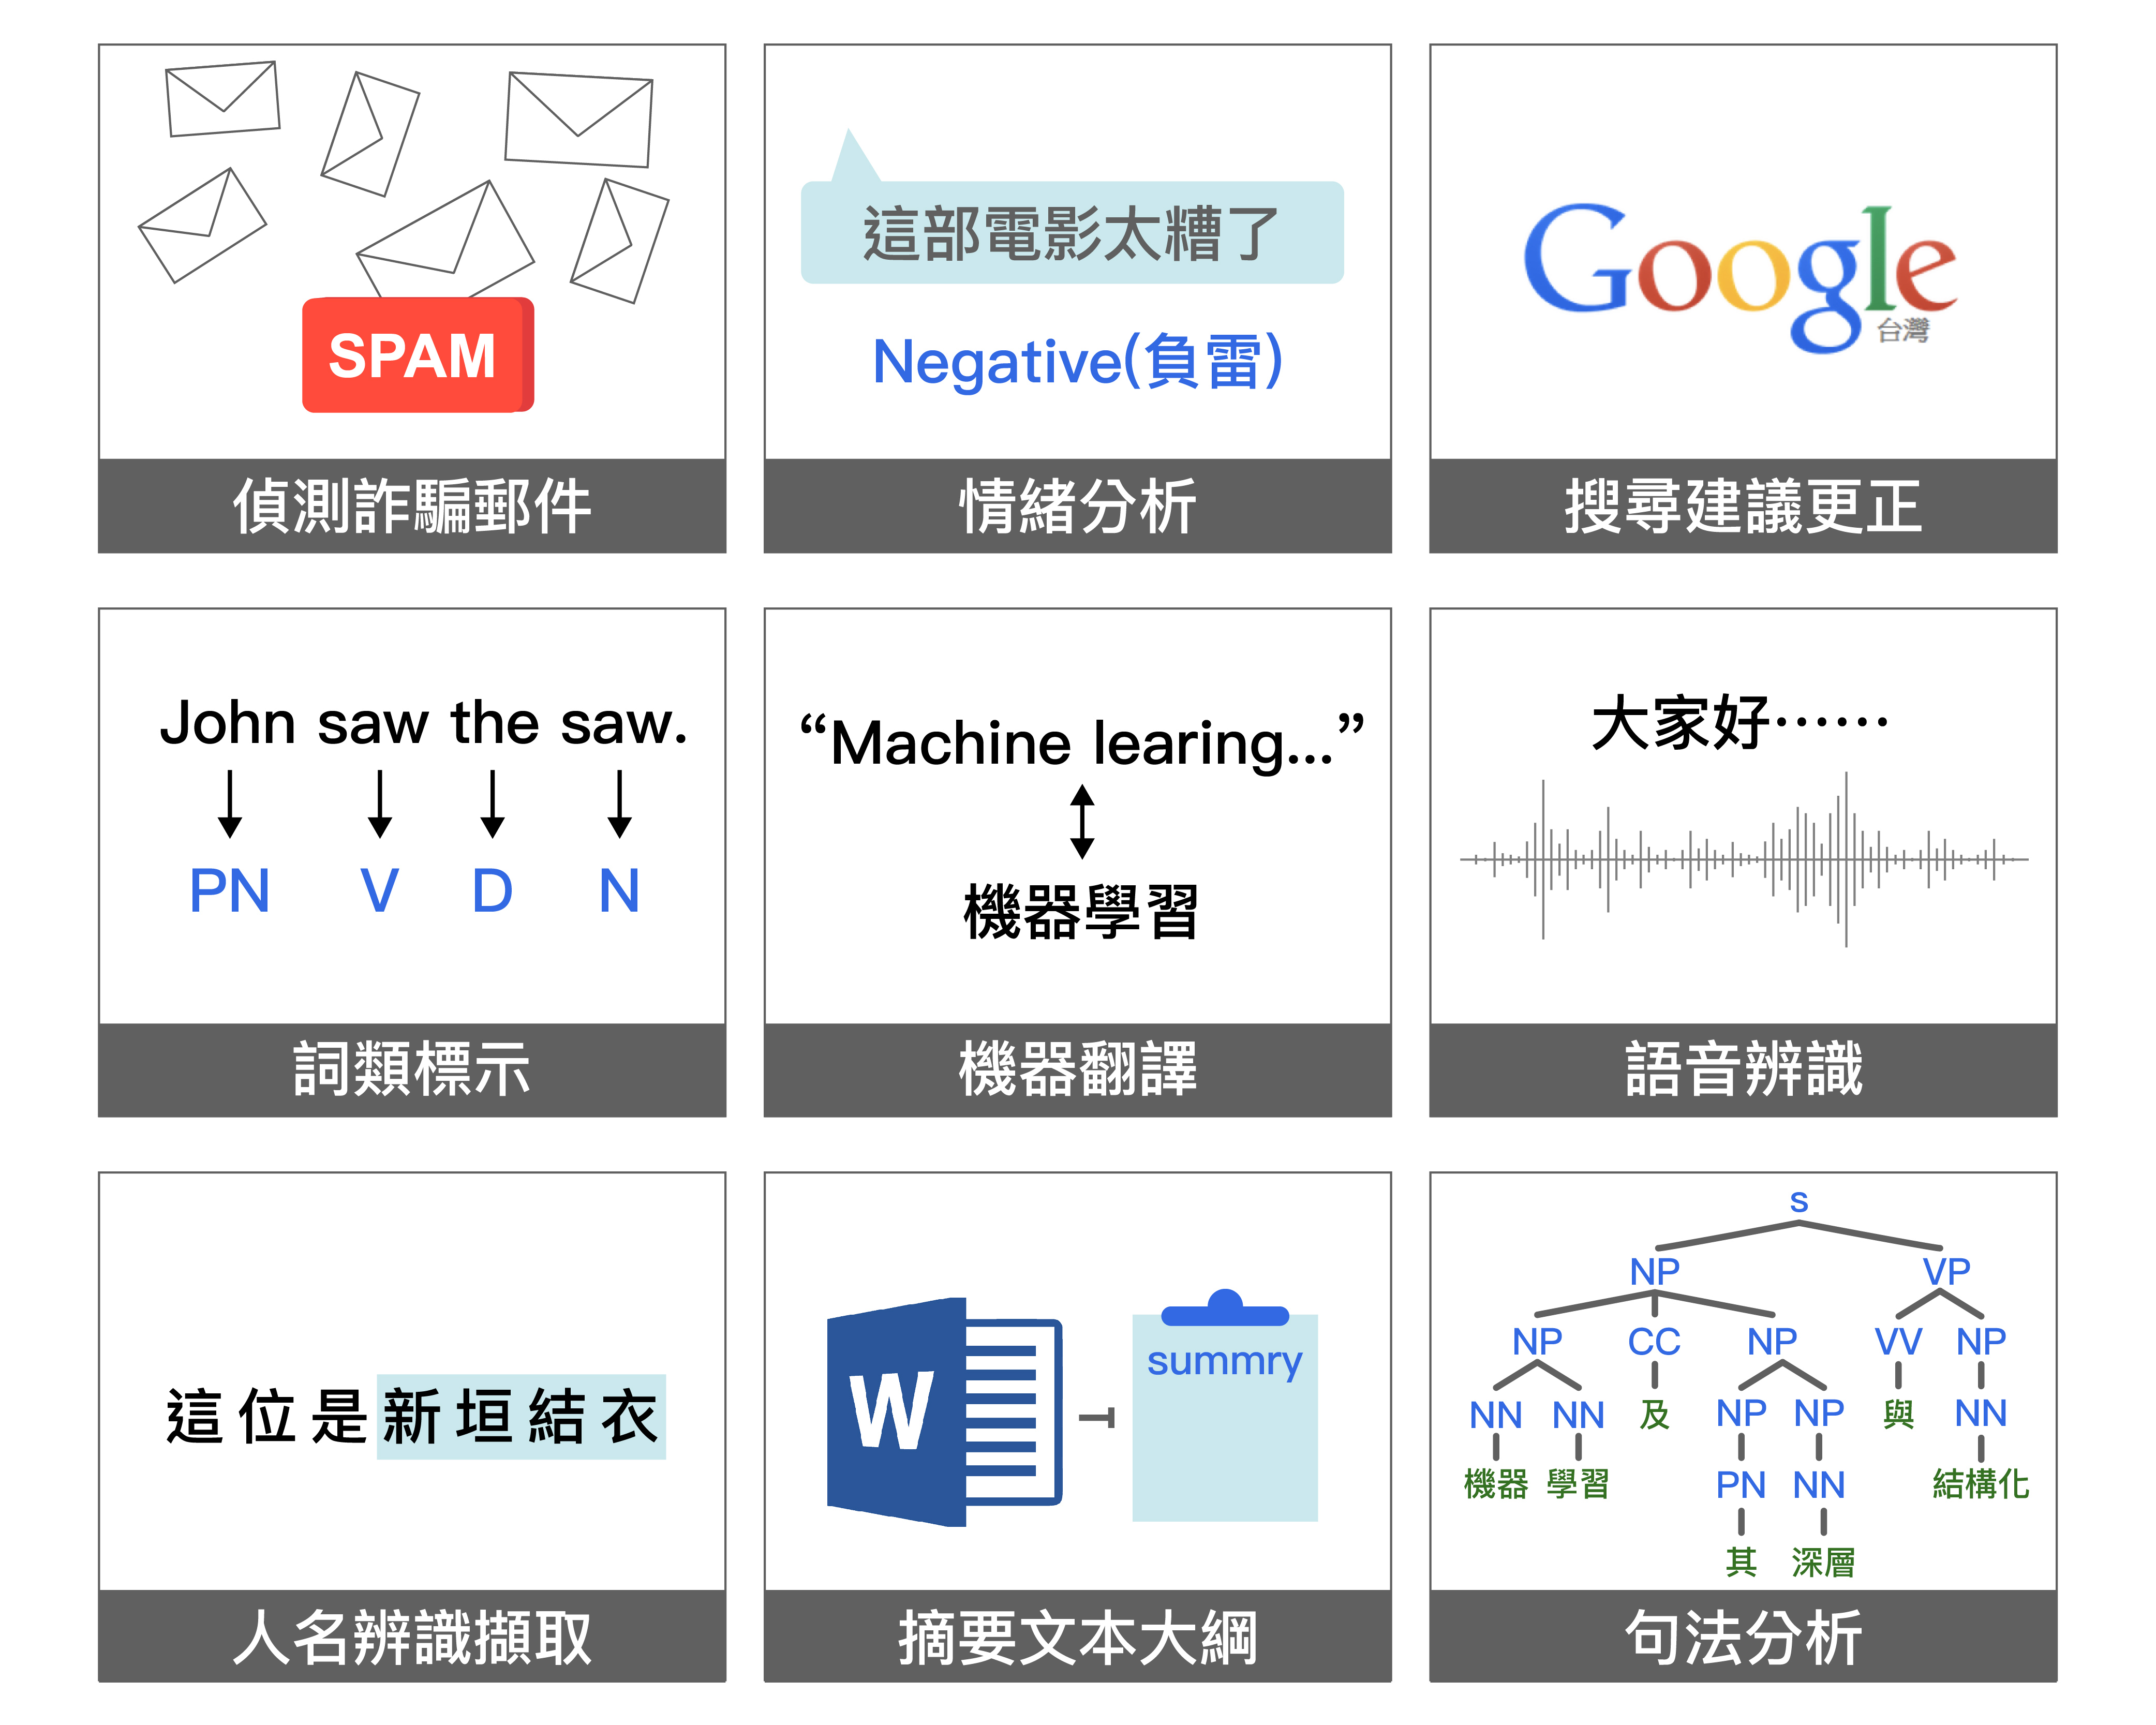 SPAM
偵測詐騙郵件
這部電影太糟了
Negative(負雷)
情緒分析
Google
台灣
搜尋建議更正
John saw the saw.
PN V D N
詞類標示
“Machine learing...”
機器學習
機器翻譯
大家好······
語音辨識
這位是新垣結衣
人名辨識擷取
W
summry
摘要文本大綱
S
NP VP
NP CC NP VV NP
NN NN 及 NP NP 與 NN
機器 學習 PN NN 結構化
其 深層
句法分析